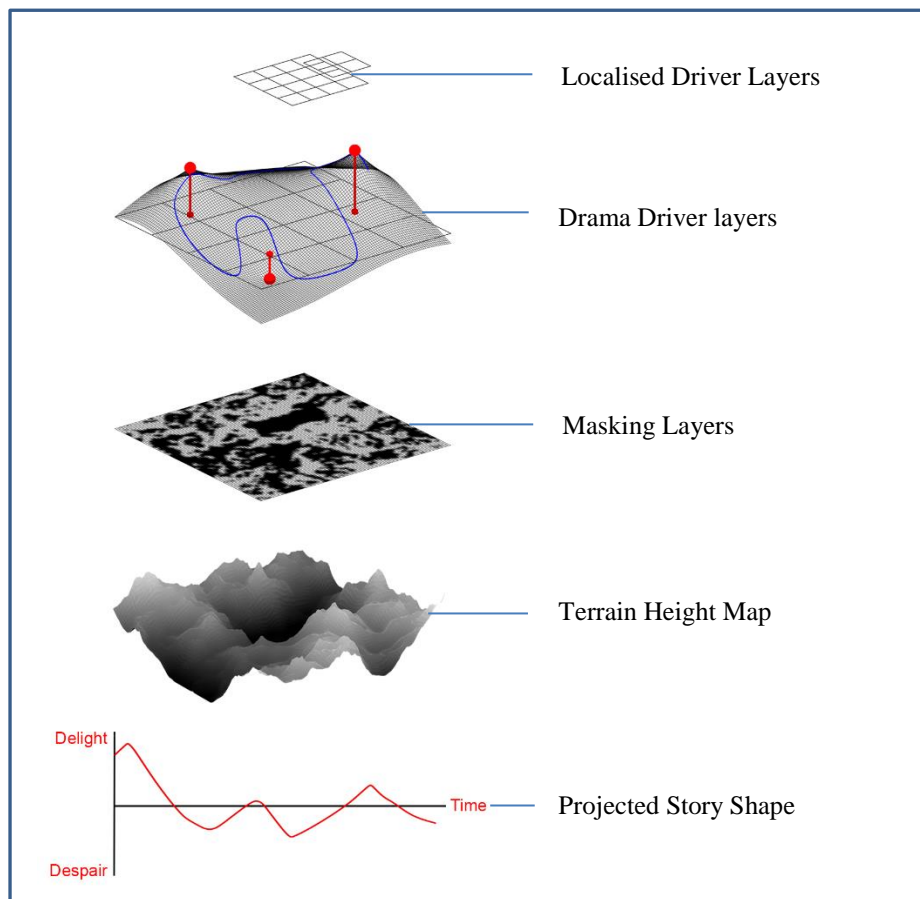 Localised Driver Layers
Drama Driver layers
Masking Layers
Terrain Height Map
Delight
Time
Projected Story Shape
Despair